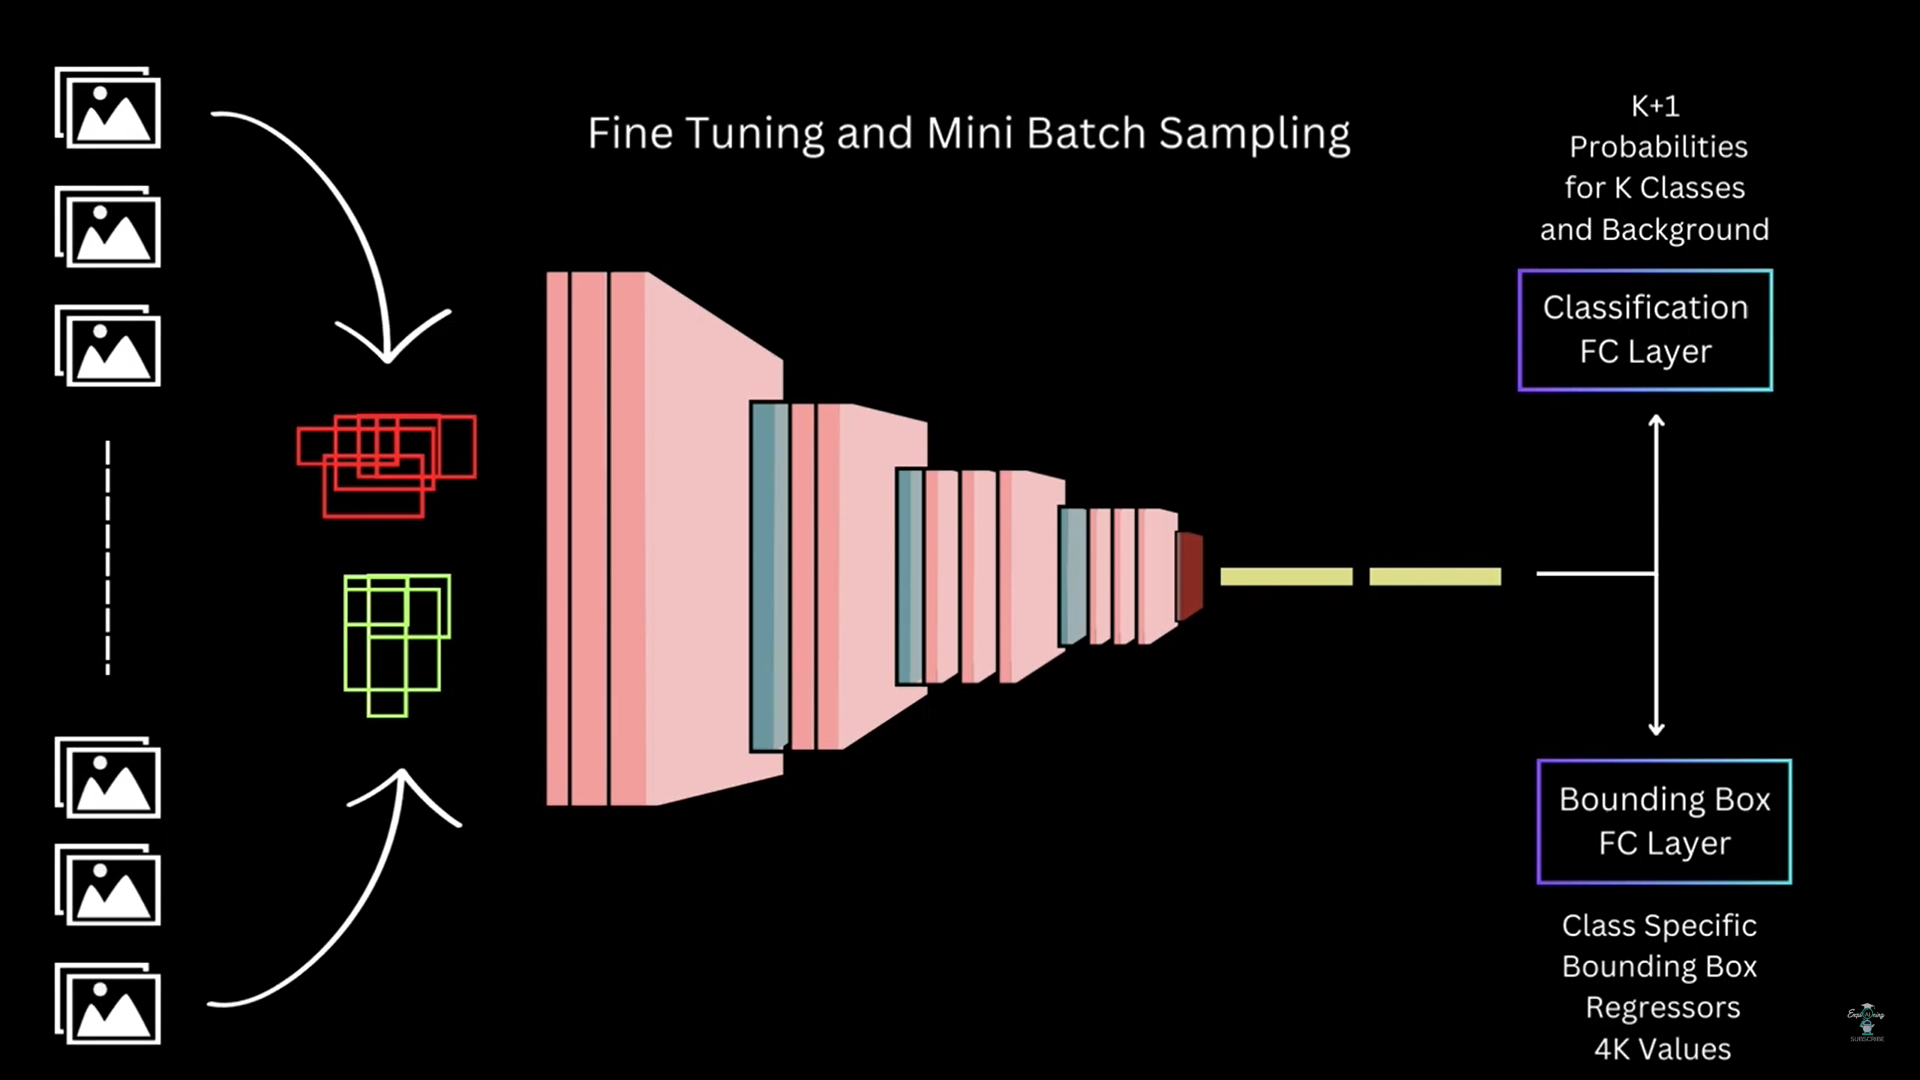 Fine Tuning and Mini Batch Sampling
K+1
Probabilities
for K Classes
and Background
Classification
FC Layer
Bounding Box
FC Layer
Class Specific
Bounding Box
Regressors
4K Values
SUBSCRIBE